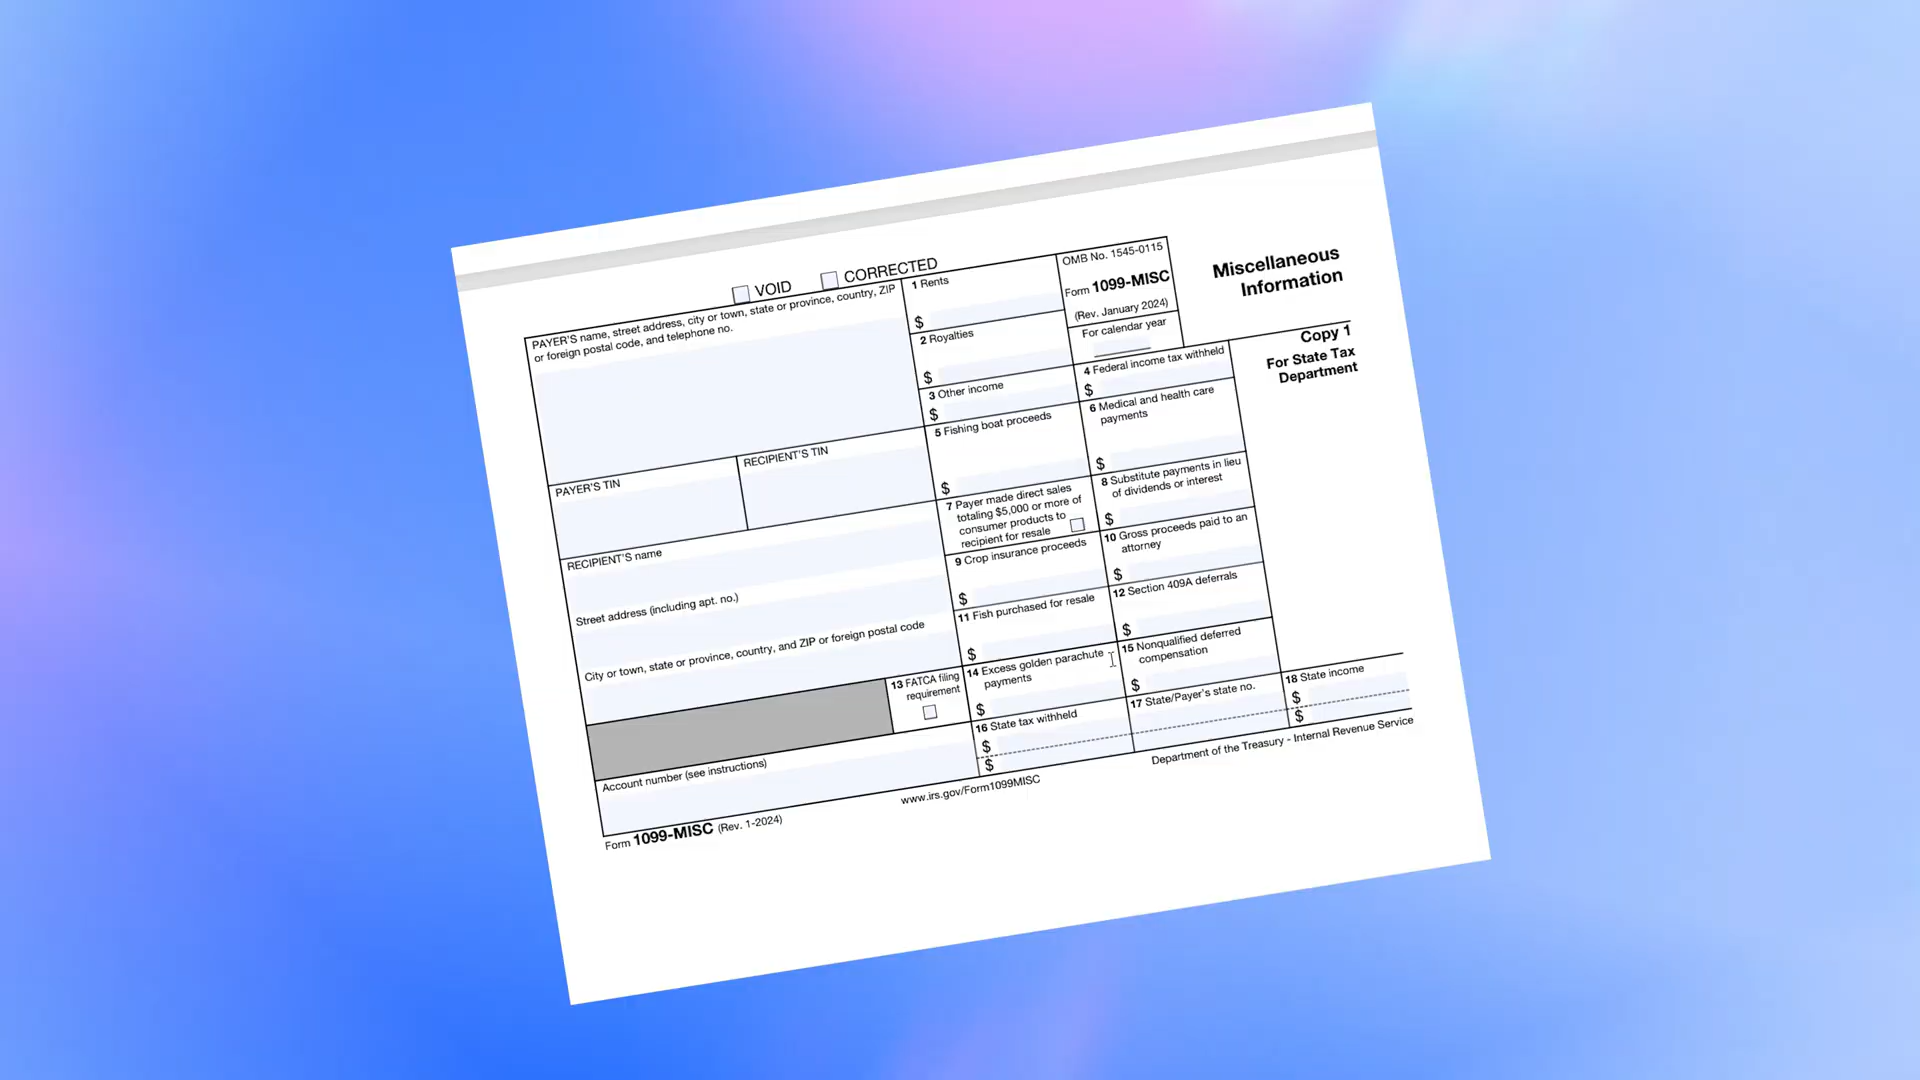 VOID
CORRECTED
PAYER'S name, street address, city or town, state or province, country, ZIP
or foreign postal code, and telephone no.
PAYER'S TIN
RECIPIENT'S TIN
RECIPIENT'S name
Street address (including apt. no.)
City or town, state or province, country, and ZIP or foreign postal code
13 FATCA filing
requirement
Account number (see instructions)
1 Rents
$
2 Royalties
$
3 Other income
$
OMB No. 1545-0115
Form 1099-MISC
(Rev. January 2024)
For calendar year
Miscellaneous
Information
Copy 1
For State Tax
Department
4 Federal income tax withheld
$
5 Fishing boat proceeds
$
6 Medical and health care
payments
$
7 Payer made direct sales
totaling $5,000 or more of
consumer products to
recipient for resale
8 Substitute payments in lieu
of dividends or interest
$
9 Crop insurance proceeds
$
10 Gross proceeds paid to an
attorney
$
11 Fish purchased for resale
$
12 Section 409A deferrals
$
14 Excess golden parachute
payments
$
15 Nonqualified deferred
compensation
$
16 State tax withheld
$
$
17 State/Payer's state no.
18 State income
$
$
Form 1099-MISC (Rev. 1-2024)
www.irs.gov/Form1099MISC
Department of the Treasury - Internal Revenue Service